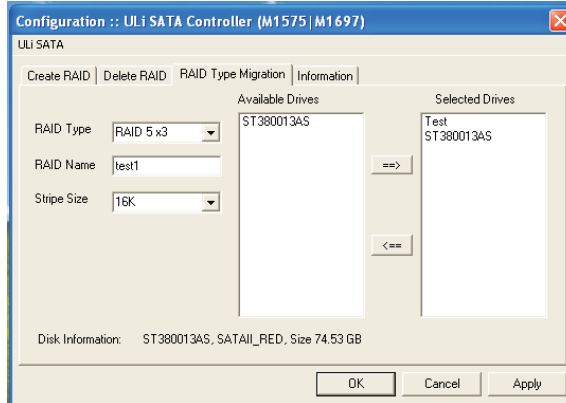 Configuration :: ULi SATA Controller (M1575|M1697)
ULi SATA
Create RAID Delete RAID RAID Type Migration Information
Available Drives Selected Drives
RAID Type RAID 5 x3 ST380013AS Test
ST380013AS
RAID Name test1 ==>
Stripe Size 16K
<==
Disk Information: ST380013AS, SATAII_RED, Size 74.53 GB
OK Cancel Apply